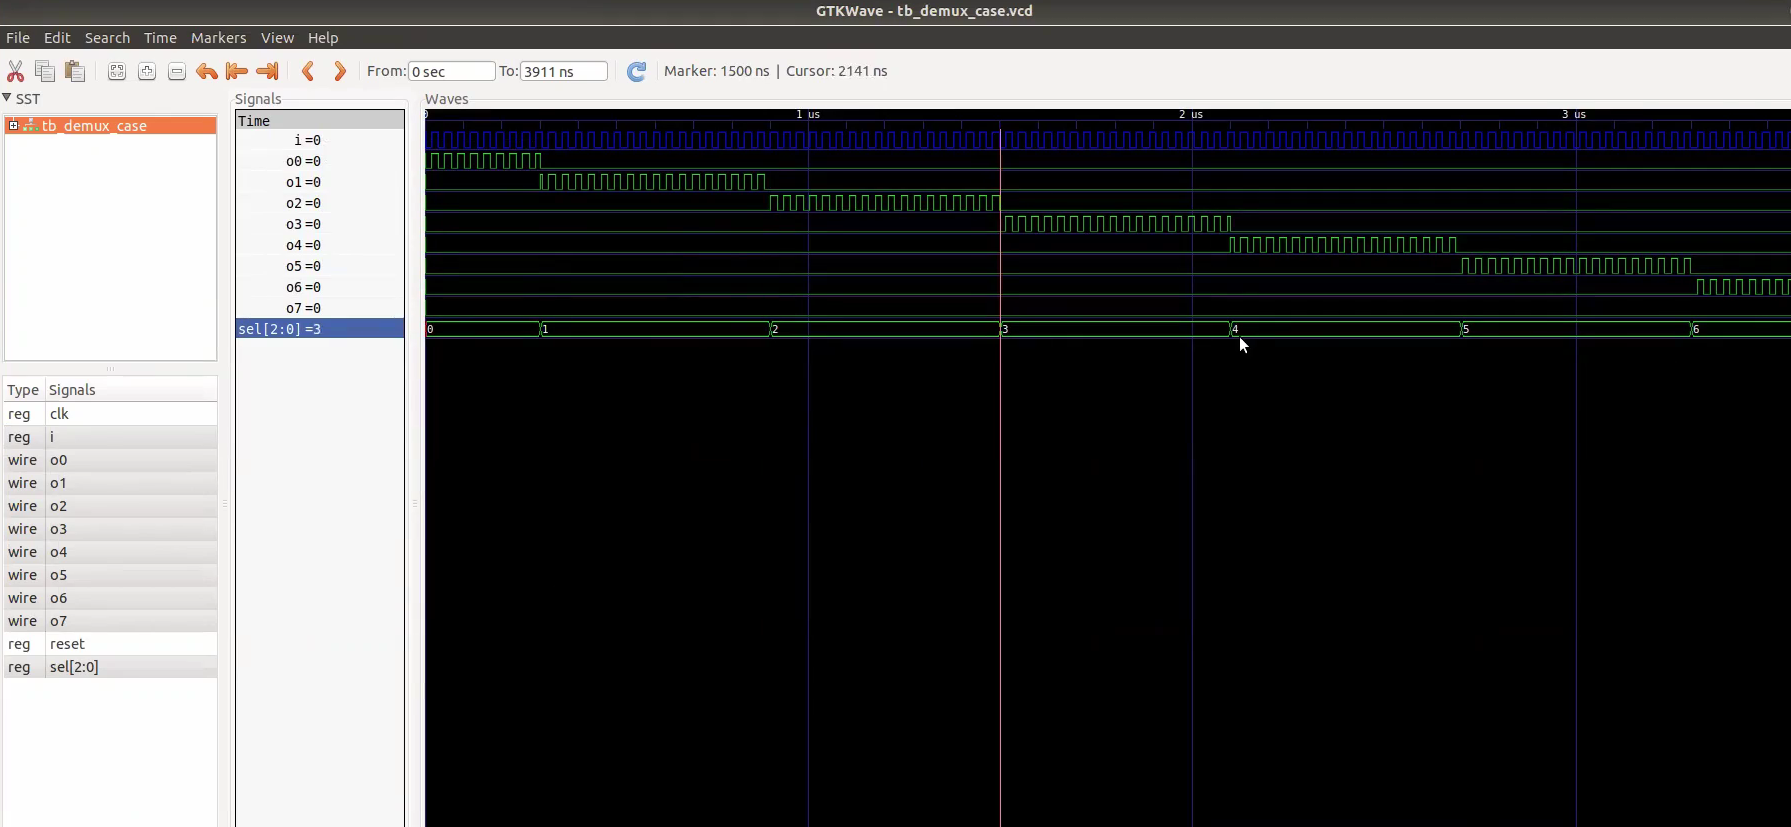 GTKWave - tb_demux_case.vcd
File Edit Search Time Markers View Help
From: 0 sec To: 3911 ns Marker: 1500 ns | Cursor: 2141 ns
SST
tb_demux_case
Type Signals
reg clk
reg i
wire o0
wire o1
wire o2
wire o3
wire o4
wire o5
wire o6
wire o7
reg reset
reg sel[2:0]
Signals
Time
i=0
o0=0
o1=0
o2=0
o3=0
o4=0
o5=0
o6=0
o7=0
sel[2:0]=3
Waves
0 1 us 2 us 3 us
0 1 2 3 4 5 6